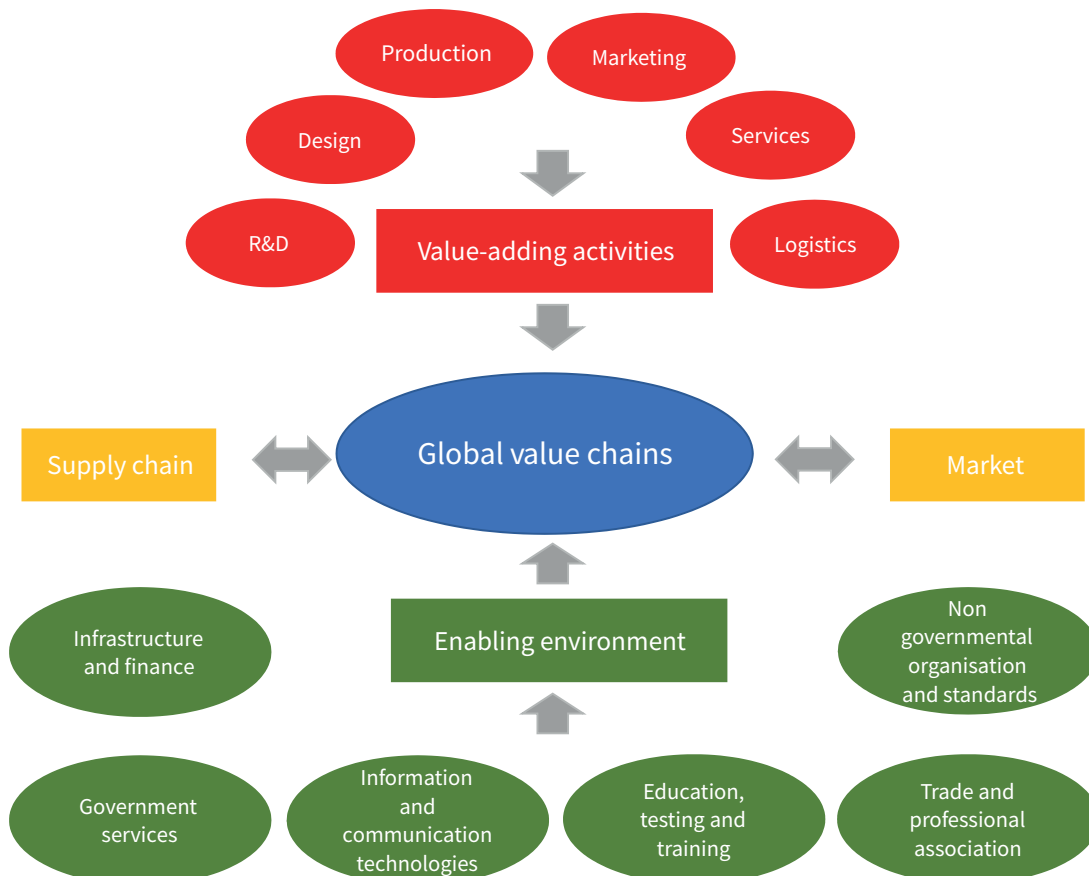 Production
Marketing
Design
Services
R&D
Value-adding activities
Logistics
Global value chains
Supply chain
Market
Infrastructure
and finance
Enabling environment
Non
governmental
organisation
and standards
Government
services
Information
and
communication
technologies
Education,
testing and
training
Trade and
professional
association